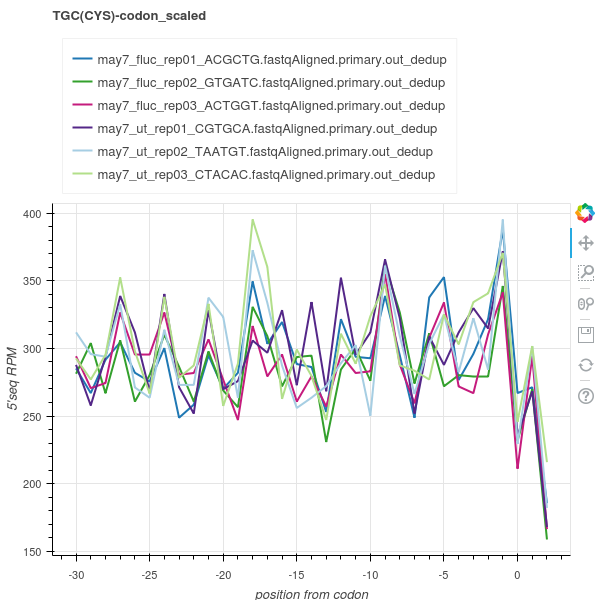 TGC(CYS)-codon_scaled
may7_fluc_rep01_ACGCTG.fastqAligned.primary.out_dedup
may7_fluc_rep02_GTGATC.fastqAligned.primary.out_dedup
may7_fluc_rep03_ACTGGT.fastqAligned.primary.out_dedup
may7_ut_rep01_CGTGCA.fastqAligned.primary.out_dedup
may7_ut_rep02_TAATGT.fastqAligned.primary.out_dedup
may7_ut_rep03_CTACAC.fastqAligned.primary.out_dedup
400
350
300
250
200
150
5'seq RPM
-30 -25 -20 -15 -10 -5 0
position from codon